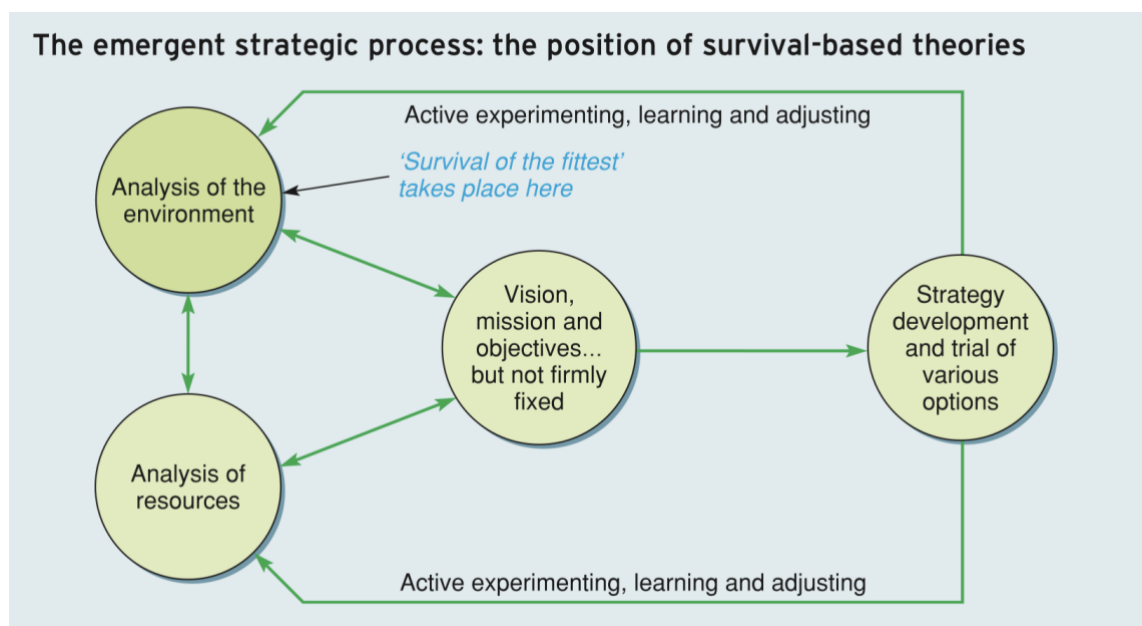 The emergent strategic process: the position of survival-based theories
Active experimenting, learning and adjusting
‘Survival of the fittest’
takes place here
Analysis of the
environment
Vision,
mission and
objectives...
but not firmly
fixed
Strategy
development
and trial of
various
options
Analysis of
resources
Active experimenting, learning and adjusting